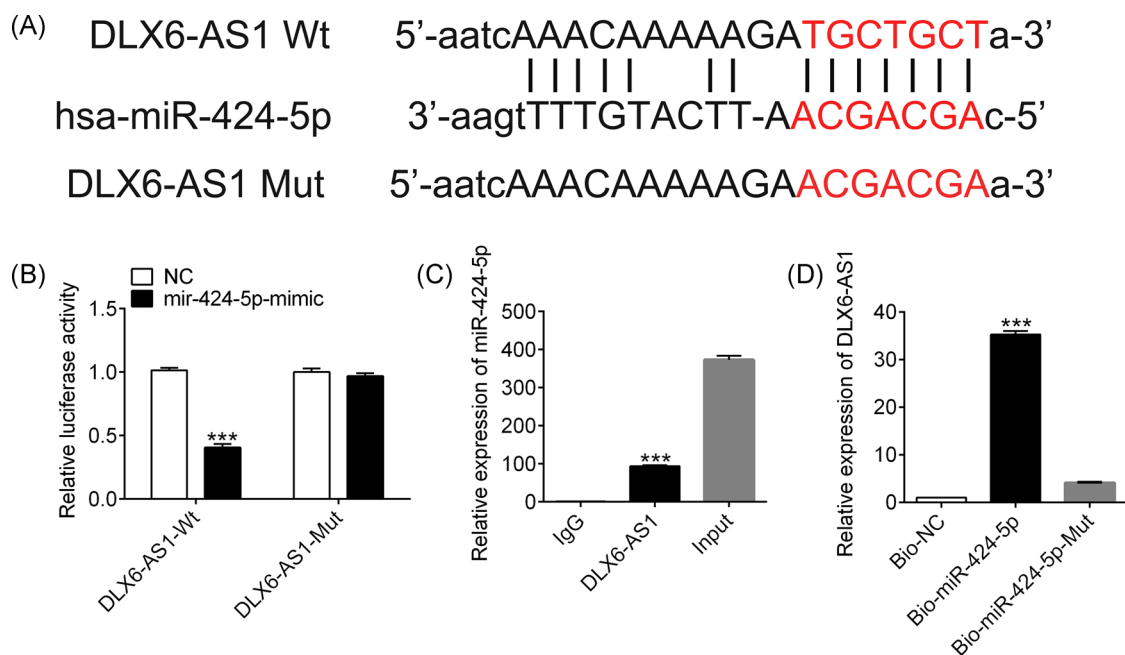 (A)
DLX6-AS1 Wt 5’-aatcAAACAAAAAGATGCTGCTa-3’
hsa-miR-424-5p 3’-aagtTTTGTACTT-AACGACGAc-5’
DLX6-AS1 Mut 5’-aatcAAACAAAAAGAACGACGAa-3’
(B)
NC
mir-424-5p-mimic
Relative luciferase activity
1.5
1.0
0.5
0.0
***
DLX6-AS1-Wt
DLX6-AS1-Mut
(C)
Relative expression of miR-424-5p
500
400
300
200
100
0
***
IgG
DLX6-AS1
Input
(D)
Relative expression of DLX6-AS1
40
30
20
10
0
***
Bio-NC
Bio-miR-424-5p
Bio-miR-424-5p-Mut